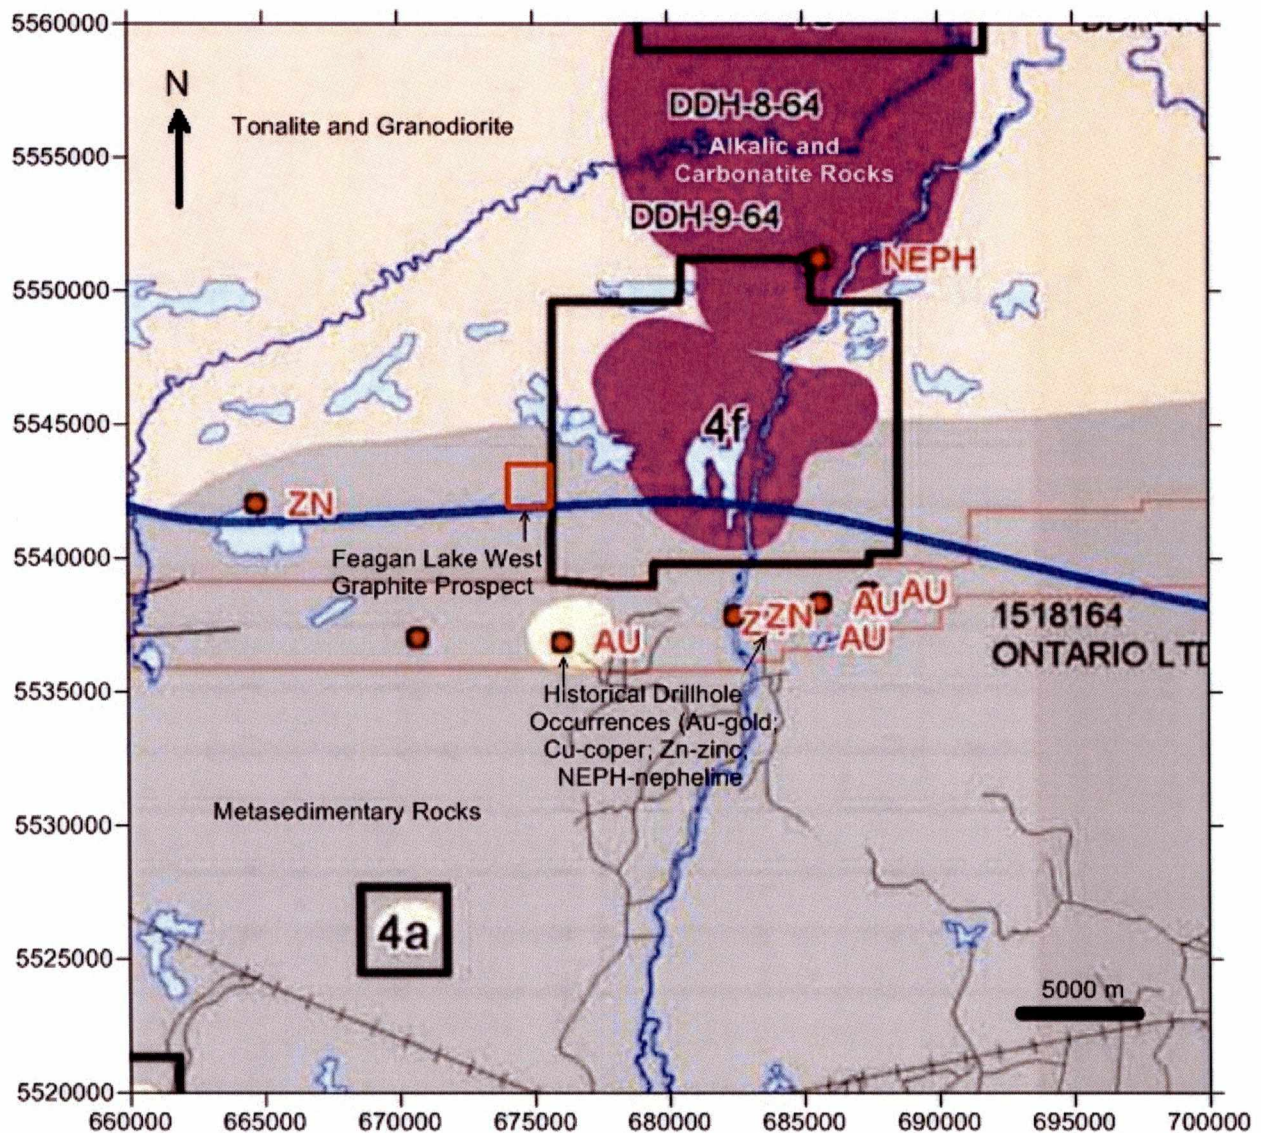 5560000
N
Tonalite and Granodiorite
DDH-8-64
5555000
Alkalic and
Carbonatite Rocks
DDH-9-64
NEPH
5550000
5545000
4f
ZN
Feagan Lake West
Graphite Prospect
5540000
AU
ZN
AU
AU
AU
1518164
ONTARIO LTD
5535000
Historical Drillhole
Occurrences (Au-gold;
Cu-coper; Zn-zinc;
NEPH-nepheline
Metasedimentary Rocks
5530000
4a
5525000
5000 m
5520000
660000 665000 670000 675000 680000 685000 690000 695000 700000